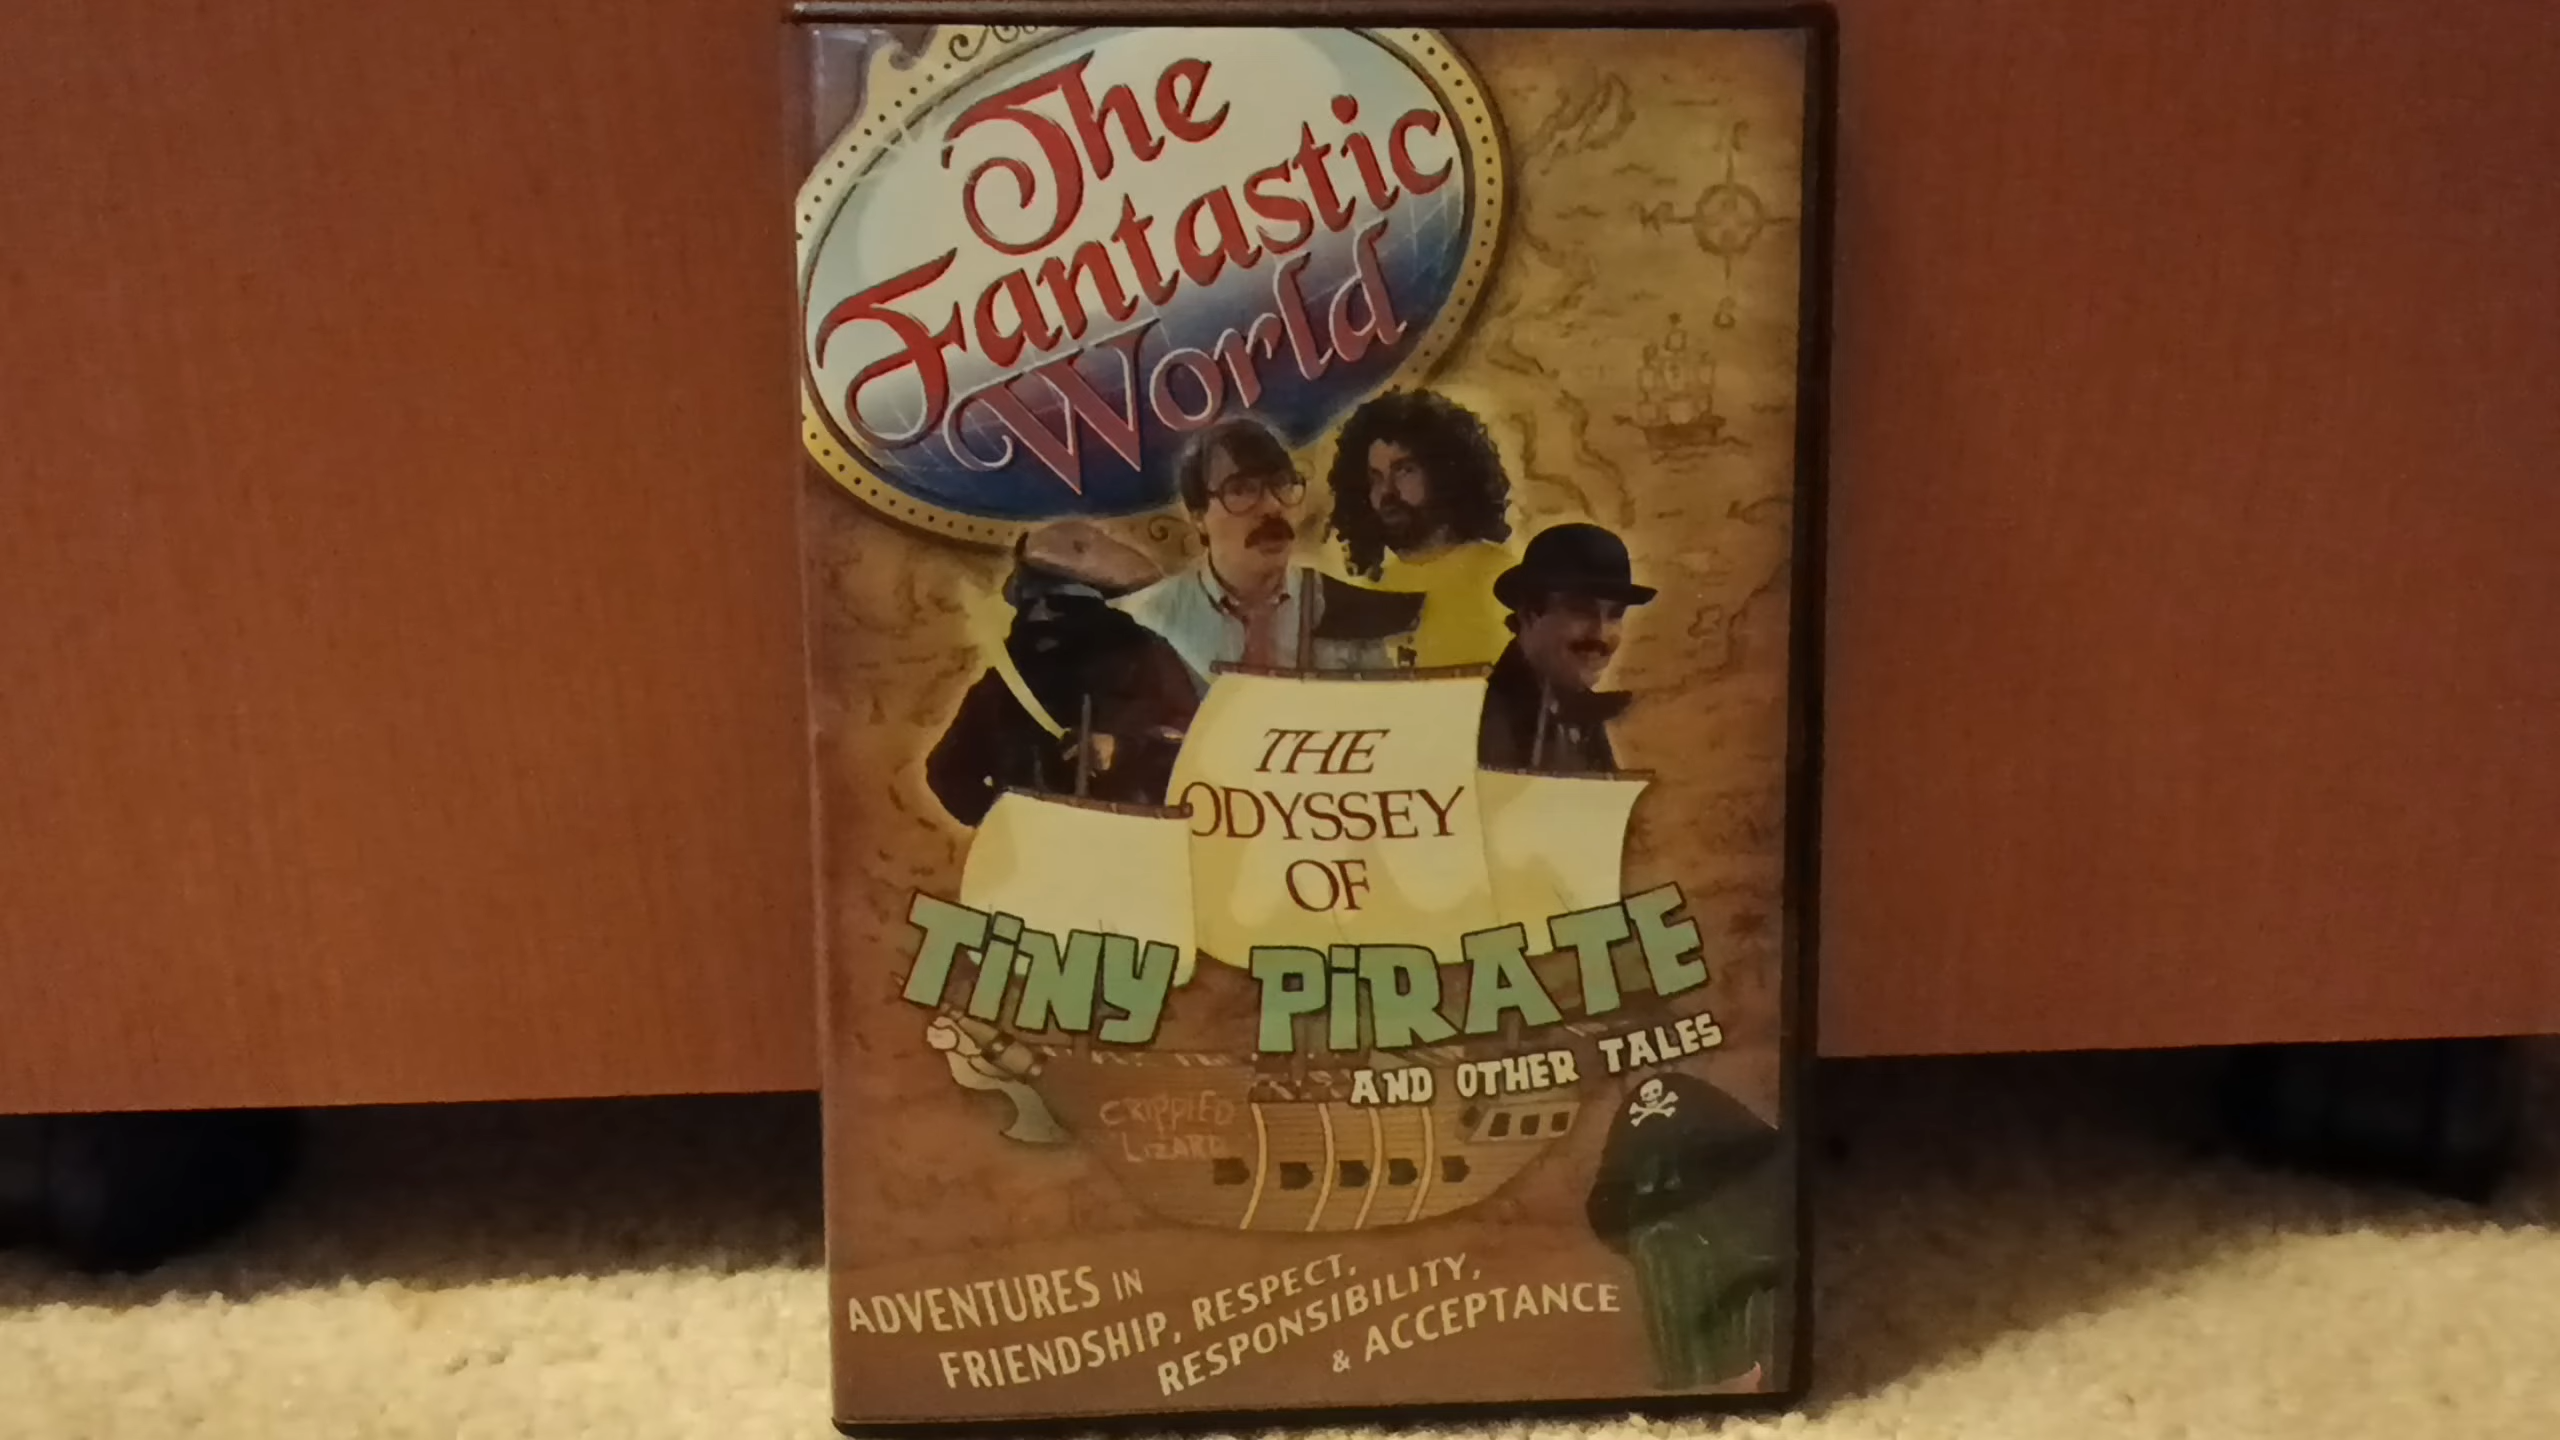 The
Fantastic
World
THE
ODYSSEY
OF
TiNY PiRATE
AND OTHER TALES
CRIPPLED
LIZARD
ADVENTURES IN
FRIENDSHIP, RESPECT,
RESPONSIBILITY,
& ACCEPTANCE